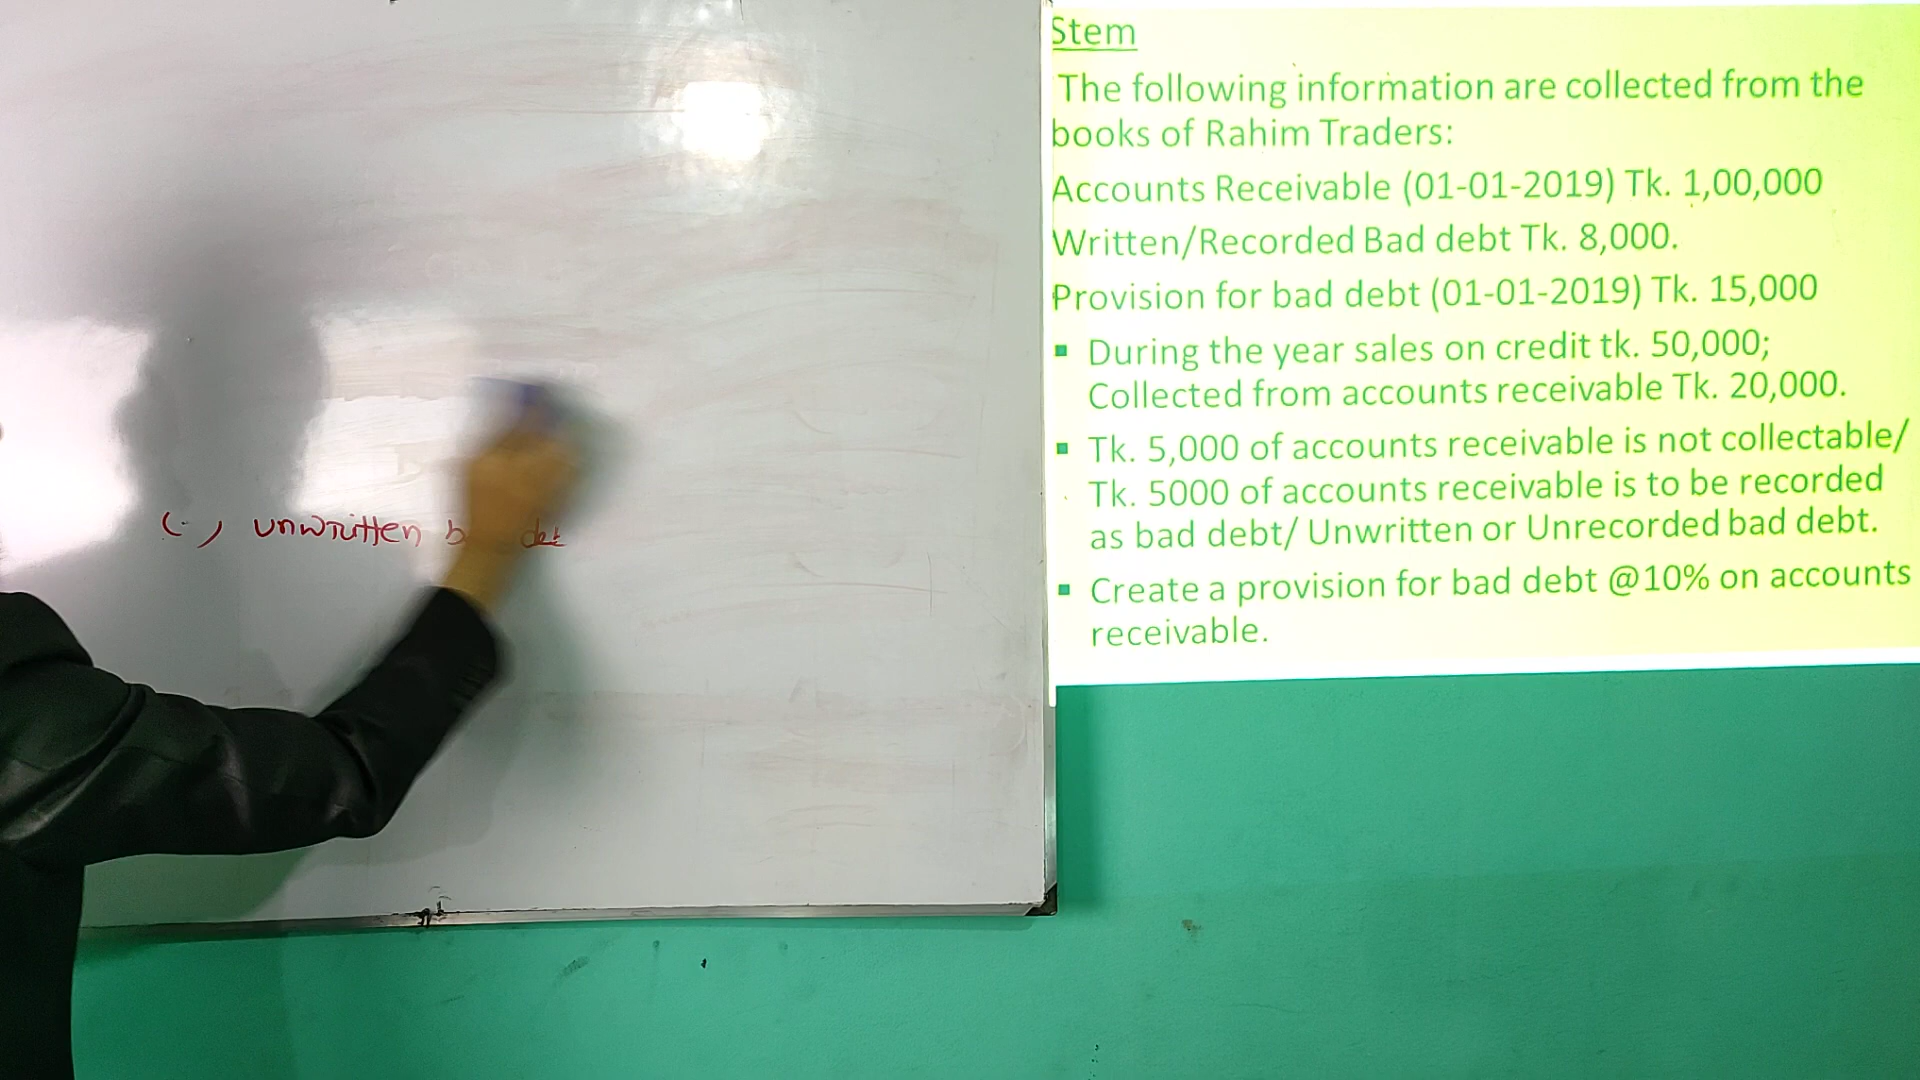 Stem
The following information are collected from the
books of Rahim Traders:
Accounts Receivable (01-01-2019) Tk. 1,00,000
Written/Recorded Bad debt Tk. 8,000.
Provision for bad debt (01-01-2019) Tk. 15,000
▪ During the year sales on credit tk. 50,000;
Collected from accounts receivable Tk. 20,000.
▪ Tk. 5,000 of accounts receivable is not collectable/
Tk. 5000 of accounts receivable is to be recorded
as bad debt/ Unwritten or Unrecorded bad debt.
▪ Create a provision for bad debt @10% on accounts
receivable.
(-) unwritten